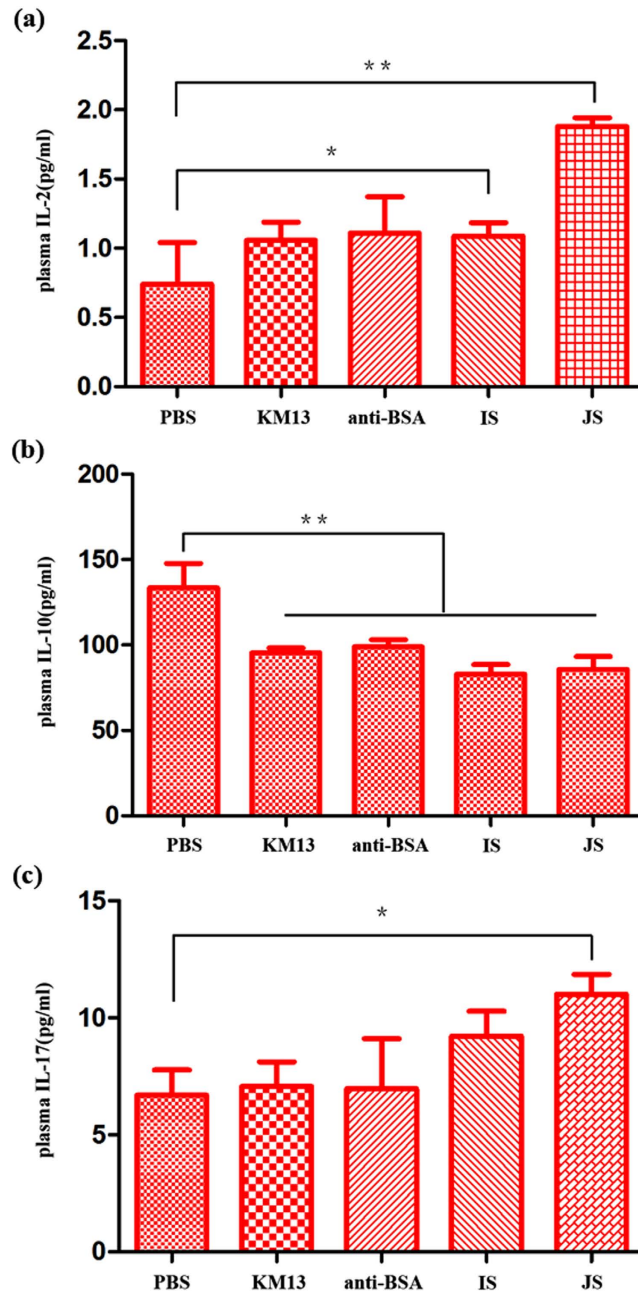 (a)
plasma IL-2(pg/ml)
2.5
2.0
1.5
1.0
0.5
0.0
**
*
PBS KM13 anti-BSA IS JS
(b)
plasma IL-10(pg/ml)
200
150
100
50
0
**
PBS KM13 anti-BSA IS JS
(c)
plasma IL-17(pg/ml)
15
10
5
0
*
PBS KM13 anti-BSA IS JS